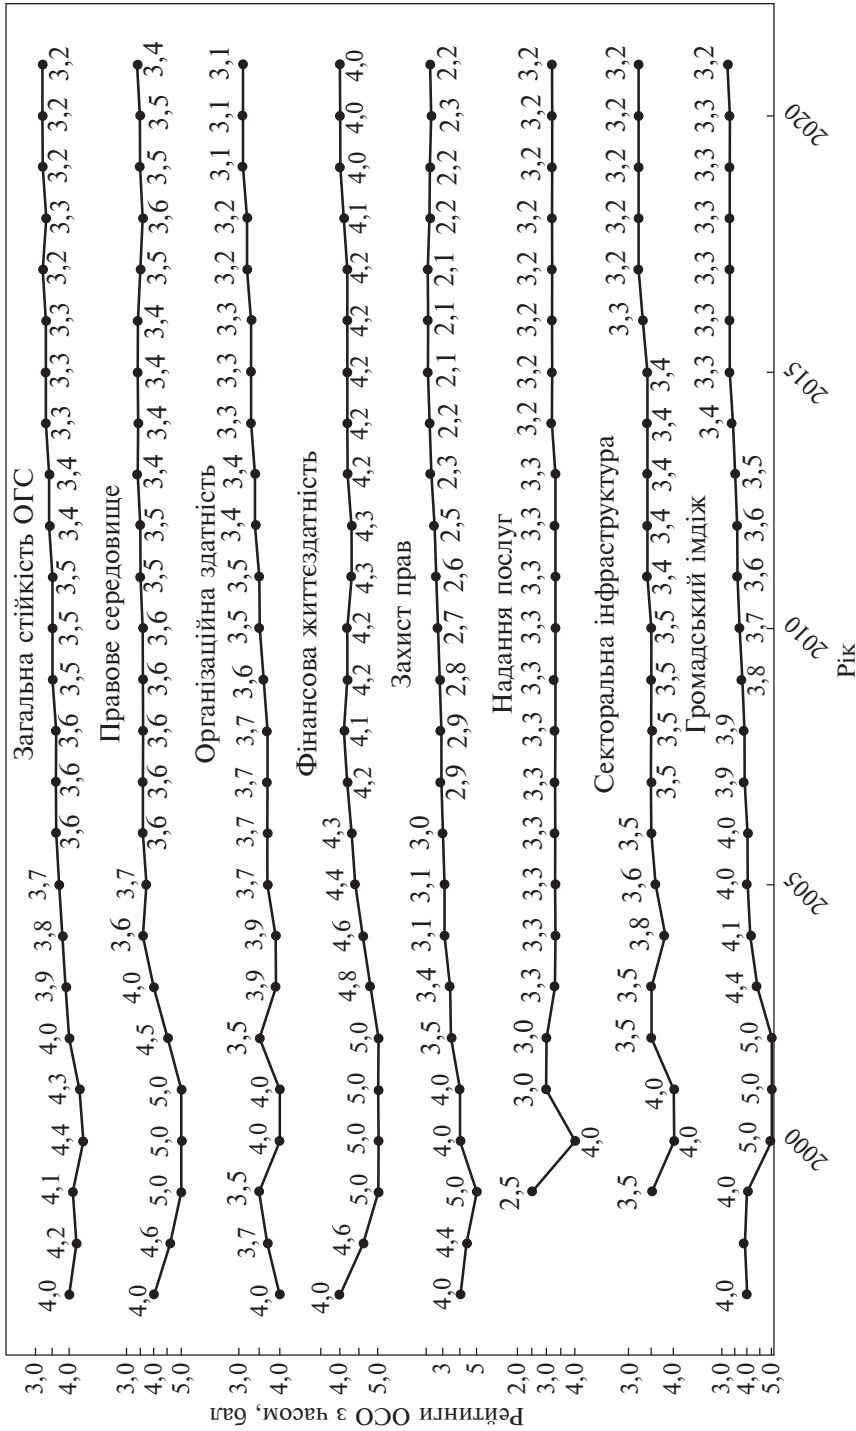 Рейтинги ОСО з часом, бал
Загальна стійкість ОГС
3,0
4,0
4,0 4,2 4,1 4,4 4,3 4,0 3,9 3,8 3,7 3,6 3,6 3,6 3,5 3,5 3,5 3,4 3,4 3,3 3,3 3,3 3,2 3,3 3,2 3,2 3,2
Правове середовище
3,0
4,0
5,0
4,0 4,6 5,0 5,0 5,0 4,5 4,0 3,6 3,7 3,6 3,6 3,6 3,6 3,6 3,5 3,5 3,4 3,4 3,4 3,4 3,5 3,6 3,5 3,5 3,4
Організаційна здатність
3,0
4,0
4,0 3,7 3,5 4,0 4,0 3,5 3,9 3,9 3,7 3,7 3,7 3,7 3,6 3,5 3,5 3,4 3,4 3,3 3,3 3,3 3,2 3,2 3,1 3,1 3,1
Фінансова життєздатність
4,0
5,0
4,0 4,6 5,0 5,0 5,0 5,0 4,8 4,6 4,4 4,3 4,2 4,1 4,2 4,2 4,3 4,3 4,2 4,2 4,2 4,2 4,2 4,1 4,0 4,0 4,0
Захист прав
3
5
4,0 4,4 5,0 4,0 4,0 3,5 3,4 3,1 3,1 3,0 2,9 2,9 2,8 2,7 2,6 2,5 2,3 2,2 2,1 2,1 2,1 2,2 2,2 2,3 2,2
Надання послуг
2,0
3,0
4,0
2,5 4,0 3,0 3,0 3,3 3,3 3,3 3,3 3,3 3,3 3,3 3,3 3,3 3,3 3,3 3,2 3,2 3,2 3,2 3,2 3,2 3,2 3,2
Секторальна інфраструктура
3,0
4,0
3,5 4,0 4,0 3,5 3,5 3,8 3,6 3,5 3,5 3,5 3,5 3,5 3,4 3,4 3,4 3,4 3,4 3,3 3,2 3,2 3,2 3,2 3,2
Громадський імідж
3,0
4,0
5,0
4,0 4,0 5,0 5,0 5,0 4,4 4,1 4,0 4,0 3,9 3,9 3,8 3,7 3,6 3,6 3,5 3,4 3,3 3,3 3,3 3,3 3,3 3,3 3,2
2000 2005 2010 2015 2020
Рік